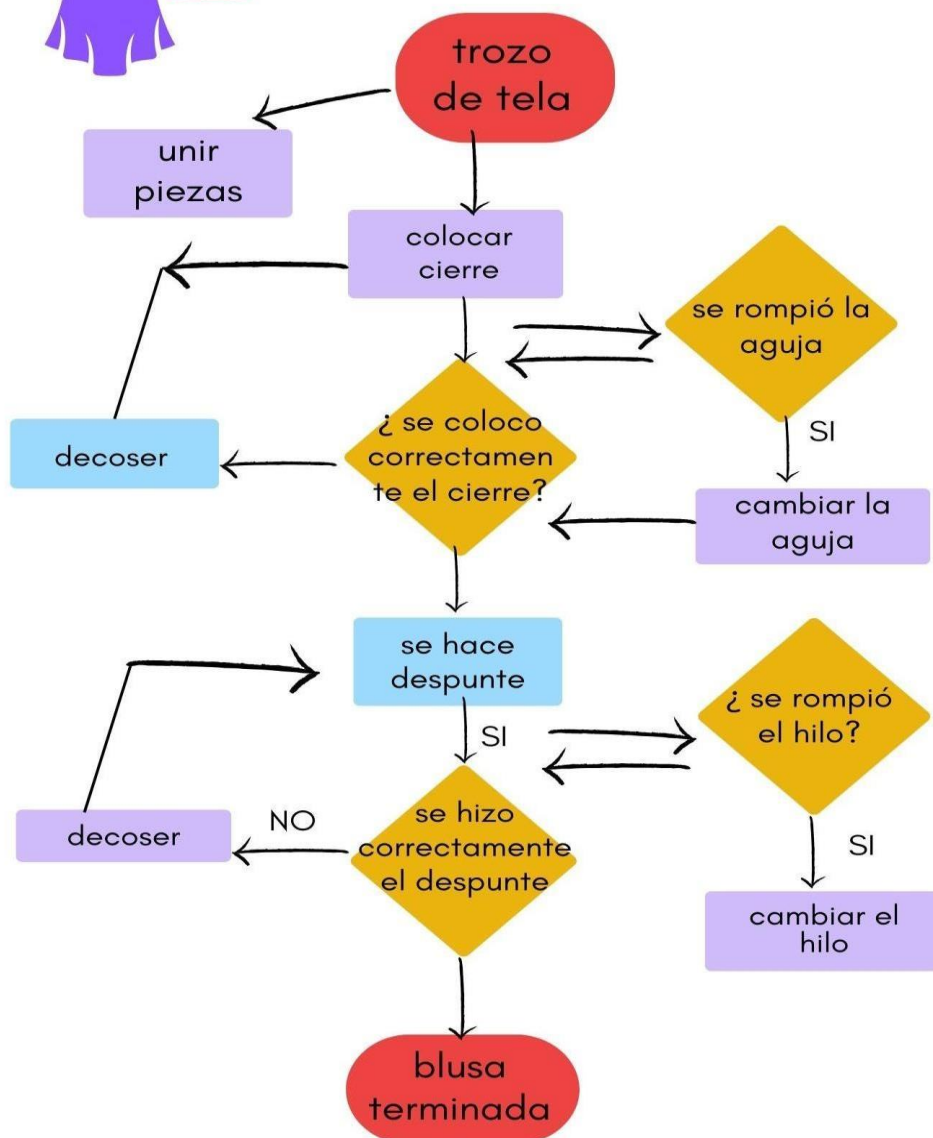 trozo
de tela
unir
piezas
colocar
cierre
se rompió la
aguja
SI
¿ se coloco
correctamen
te el cierre?
decoser
cambiar la
aguja
se hace
despunte
¿ se rompió
el hilo?
SI
NO
decoser
se hizo
correctamente
el despunte
SI
cambiar el
hilo
blusa
terminada